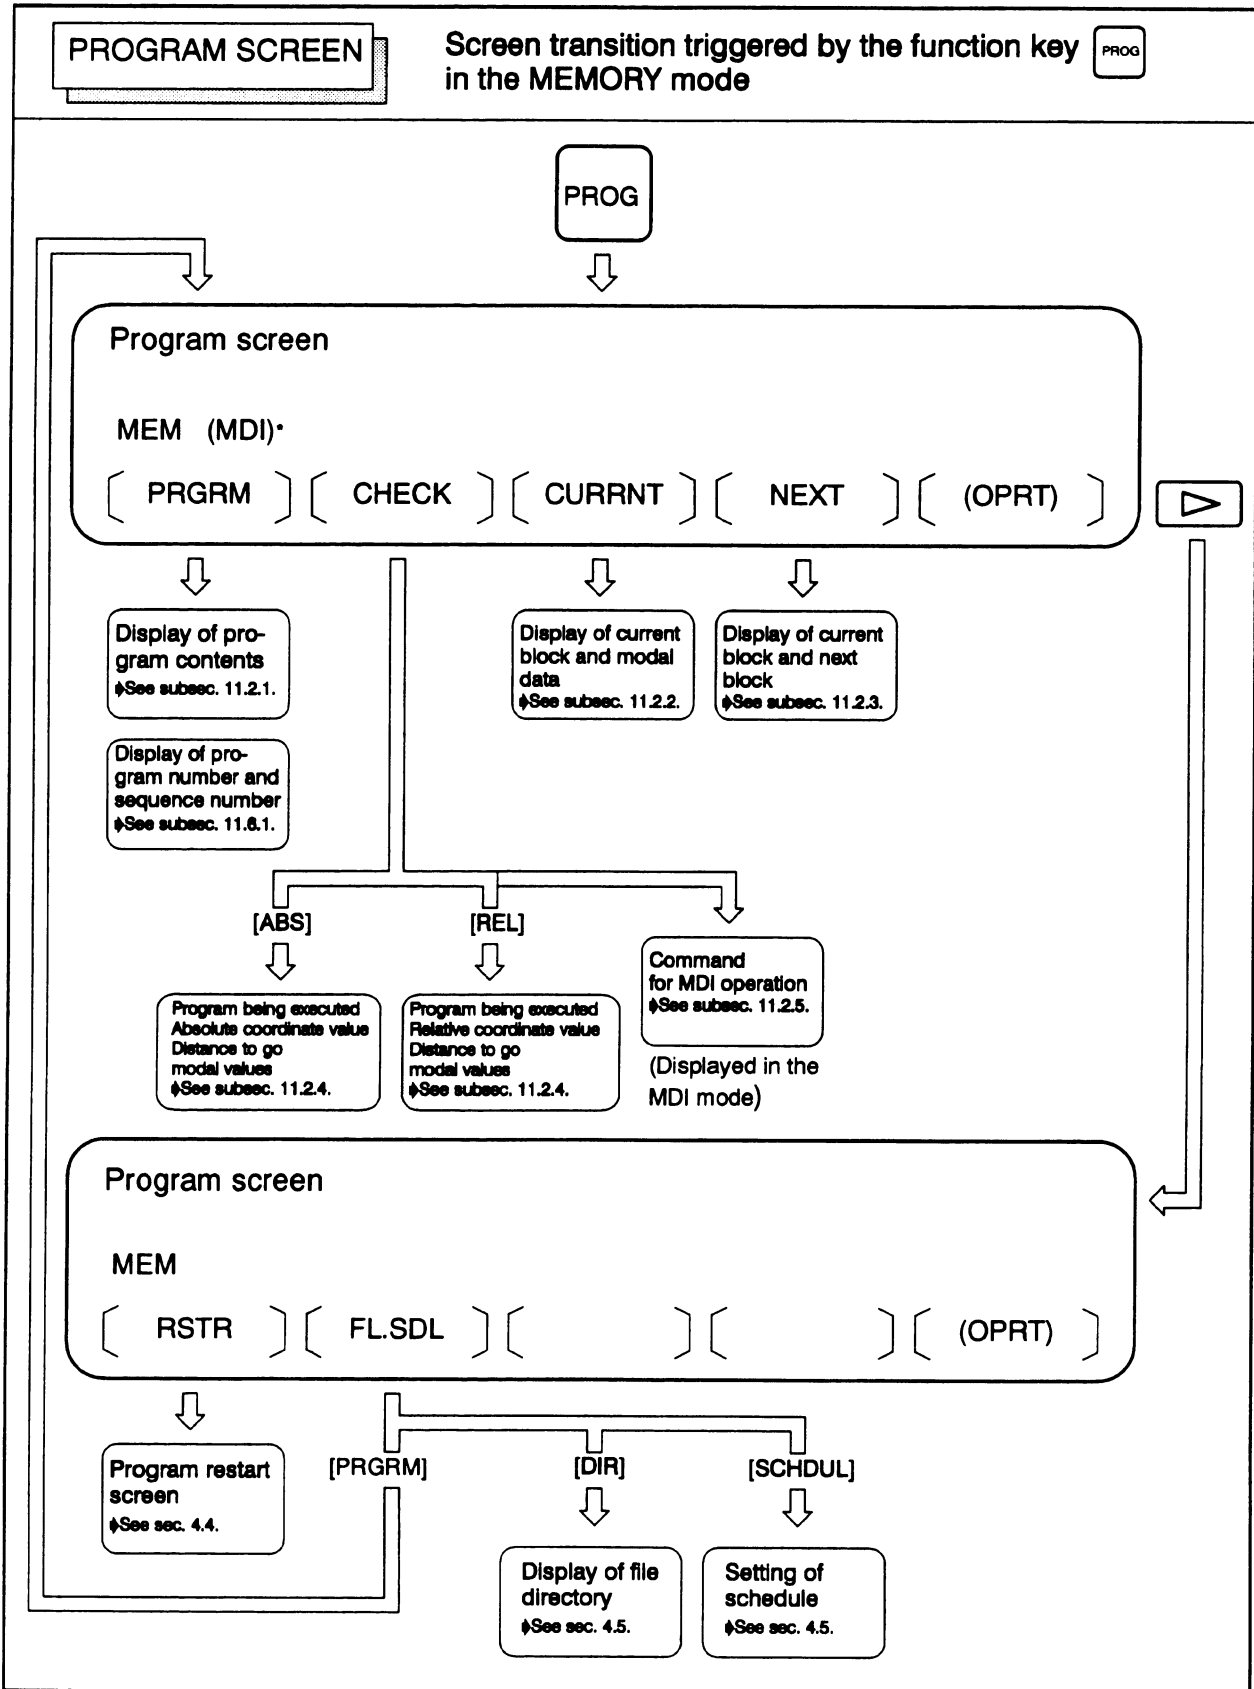 PROGRAM SCREEN
Screen transition triggered by the function key PROG
in the MEMORY mode
PROG
Program screen
MEM (MDI)*
[ PRGRM ] [ CHECK ] [ CURRNT ] [ NEXT ] [ (OPRT) ]
Display of pro-
gram contents
See subsec. 11.2.1.
Display of current
block and modal
data
See subsec. 11.2.2.
Display of current
block and next
block
See subsec. 11.2.3.
Display of pro-
gram number and
sequence number
See subsec. 11.6.1.
[ABS]
[REL]
Program being executed
Absolute coordinate value
Distance to go
modal values
See subsec. 11.2.4.
Program being executed
Relative coordinate value
Distance to go
modal values
See subsec. 11.2.4.
Command
for MDI operation
See subsec. 11.2.5.
(Displayed in the
MDI mode)
Program screen
MEM
[ RSTR ] [ FL.SDL ] [ ] [ ] [ (OPRT) ]
Program restart
screen
See sec. 4.4.
[PRGRM]
[DIR]
[SCHDUL]
Display of file
directory
See sec. 4.5.
Setting of
schedule
See sec. 4.5.